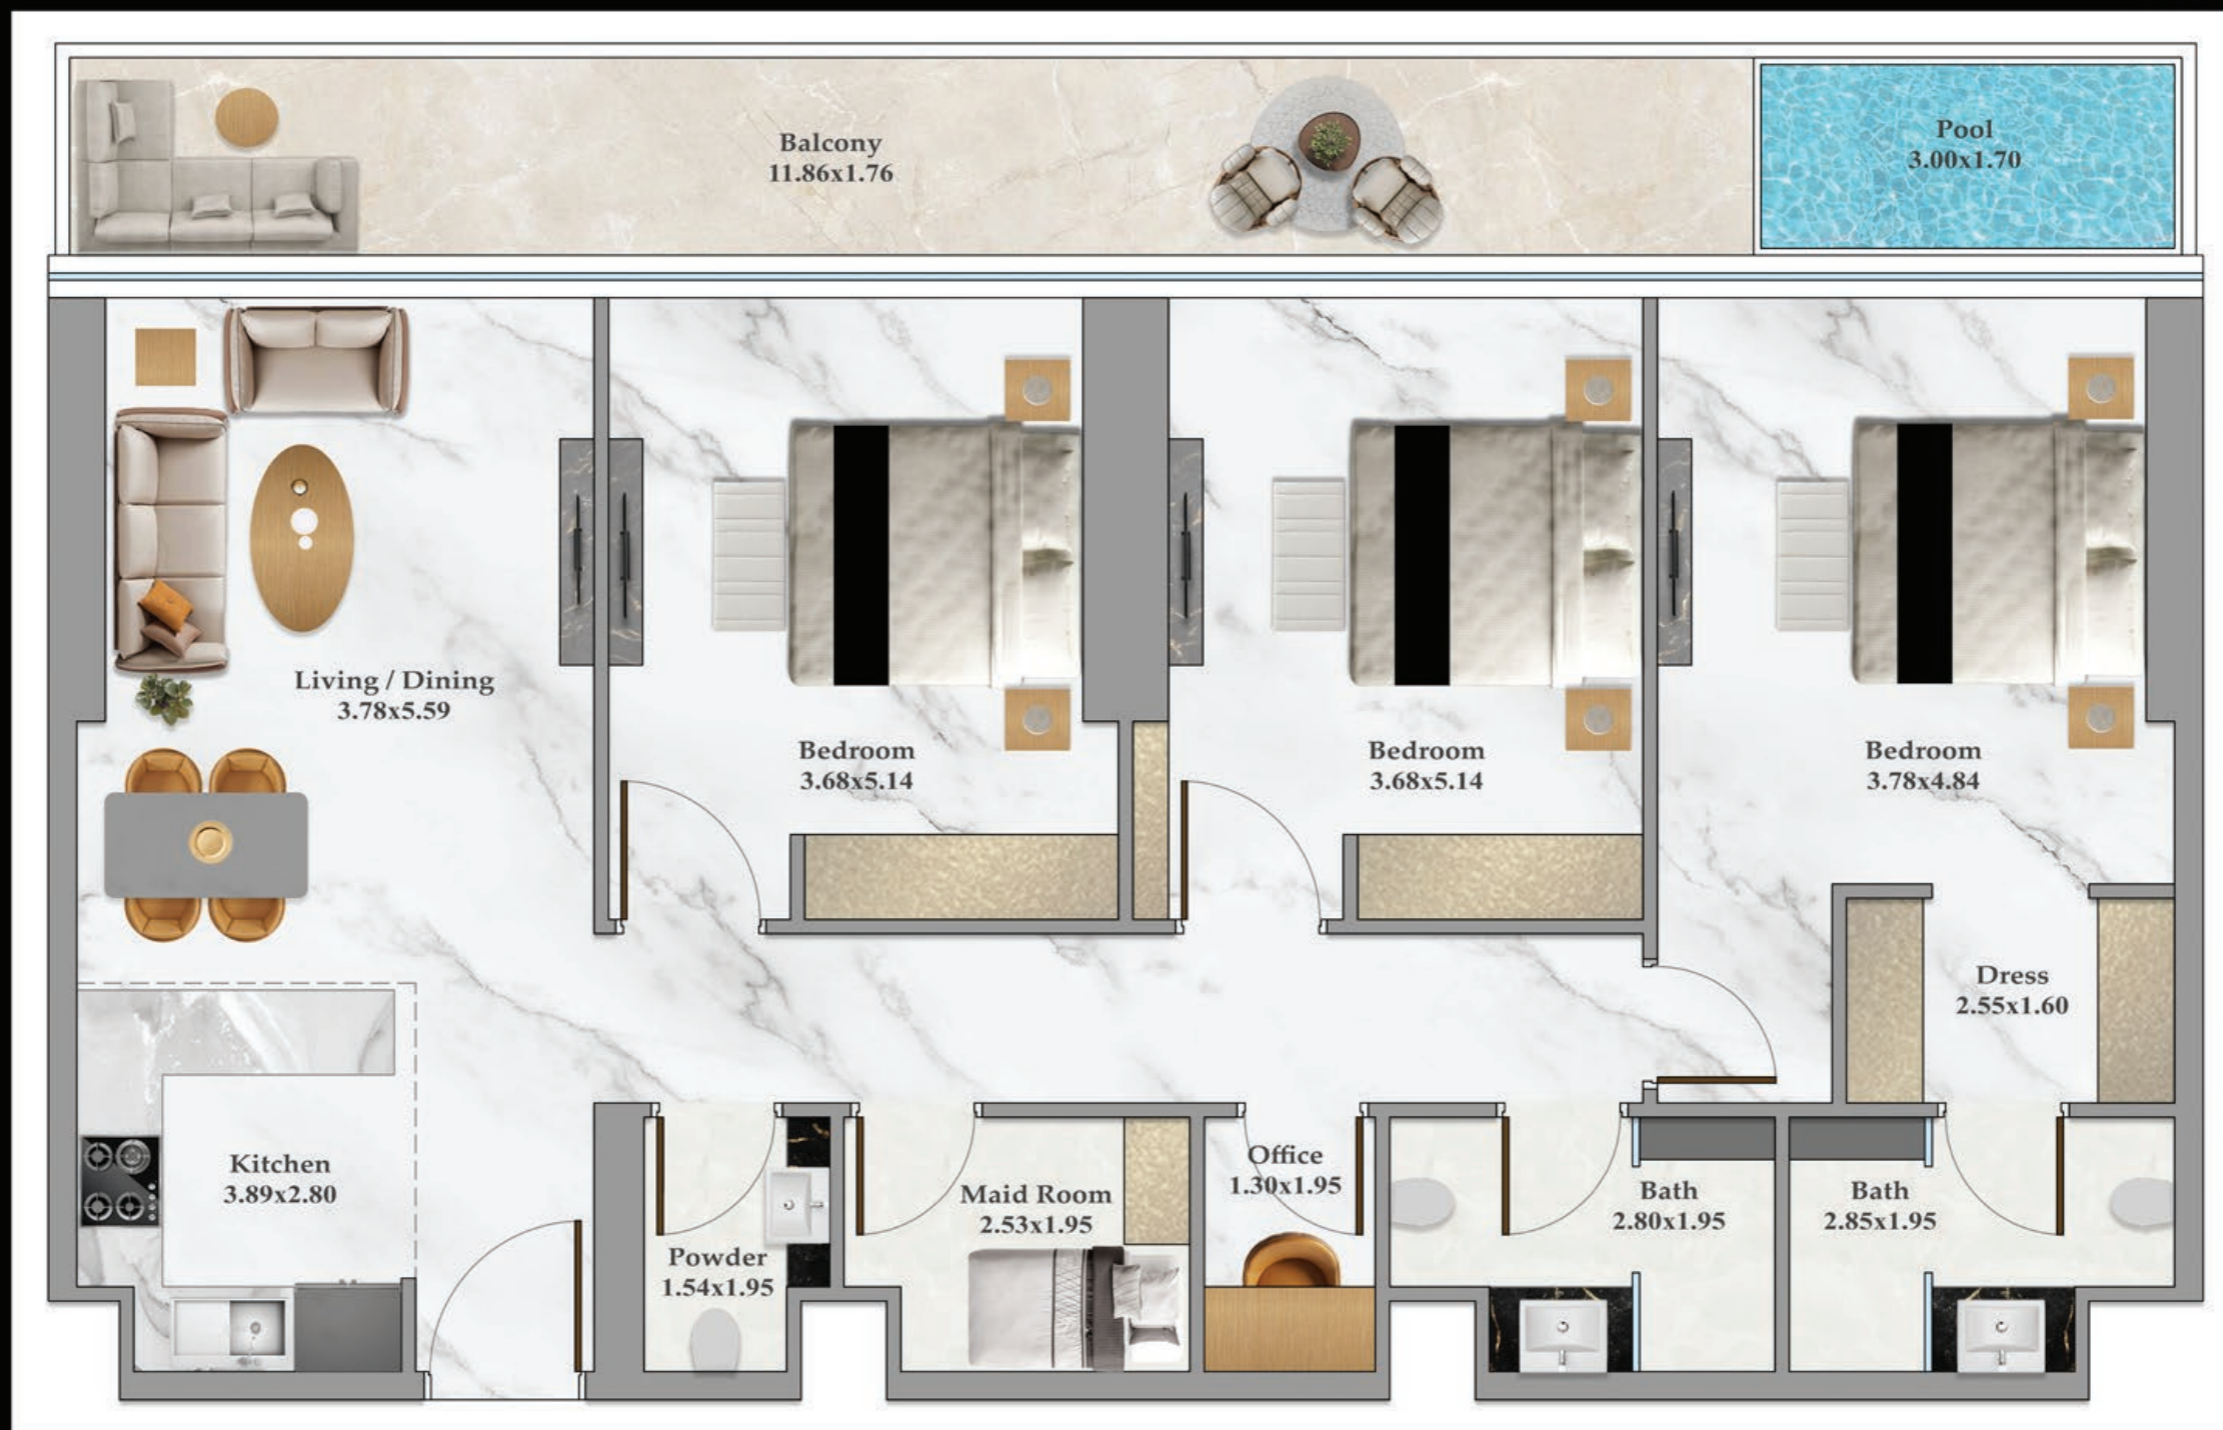 Balcony
11.86x1.76
Pool
3.00x1.70
Living / Dining
3.78x5.59
Bedroom
3.68x5.14
Bedroom
3.68x5.14
Bedroom
3.78x4.84
Dress
2.55x1.60
Kitchen
3.89x2.80
Powder
1.54x1.95
Maid Room
2.53x1.95
Office
1.30x1.95
Bath
2.80x1.95
Bath
2.85x1.95